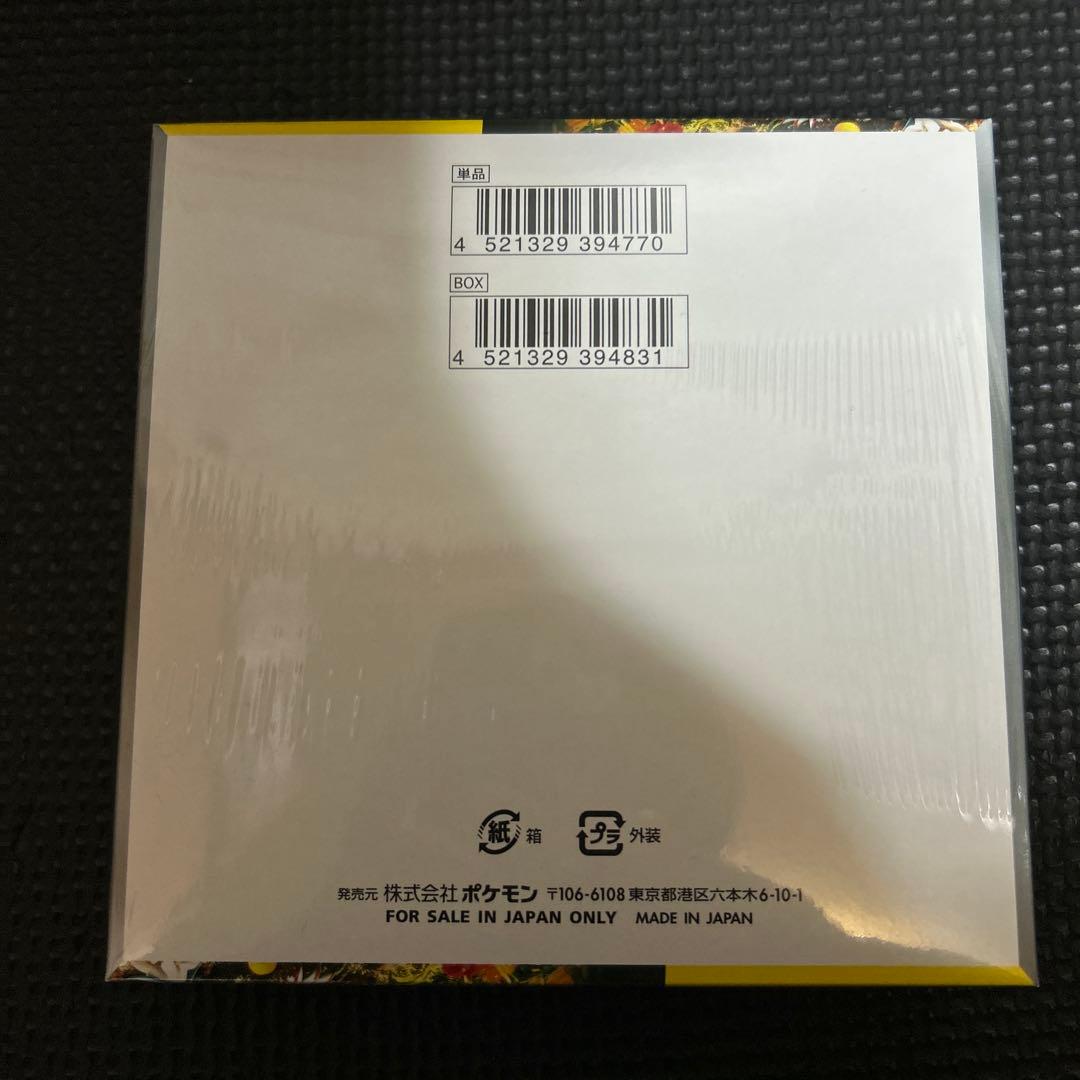 単品
4 521329 394770
BOX
4 521329 394831
紙 箱 プラ 外装
発売元 株式会社 ポケモン 〒106-6108 東京都港区六本木6-10-1
FOR SALE IN JAPAN ONLY MADE IN JAPAN